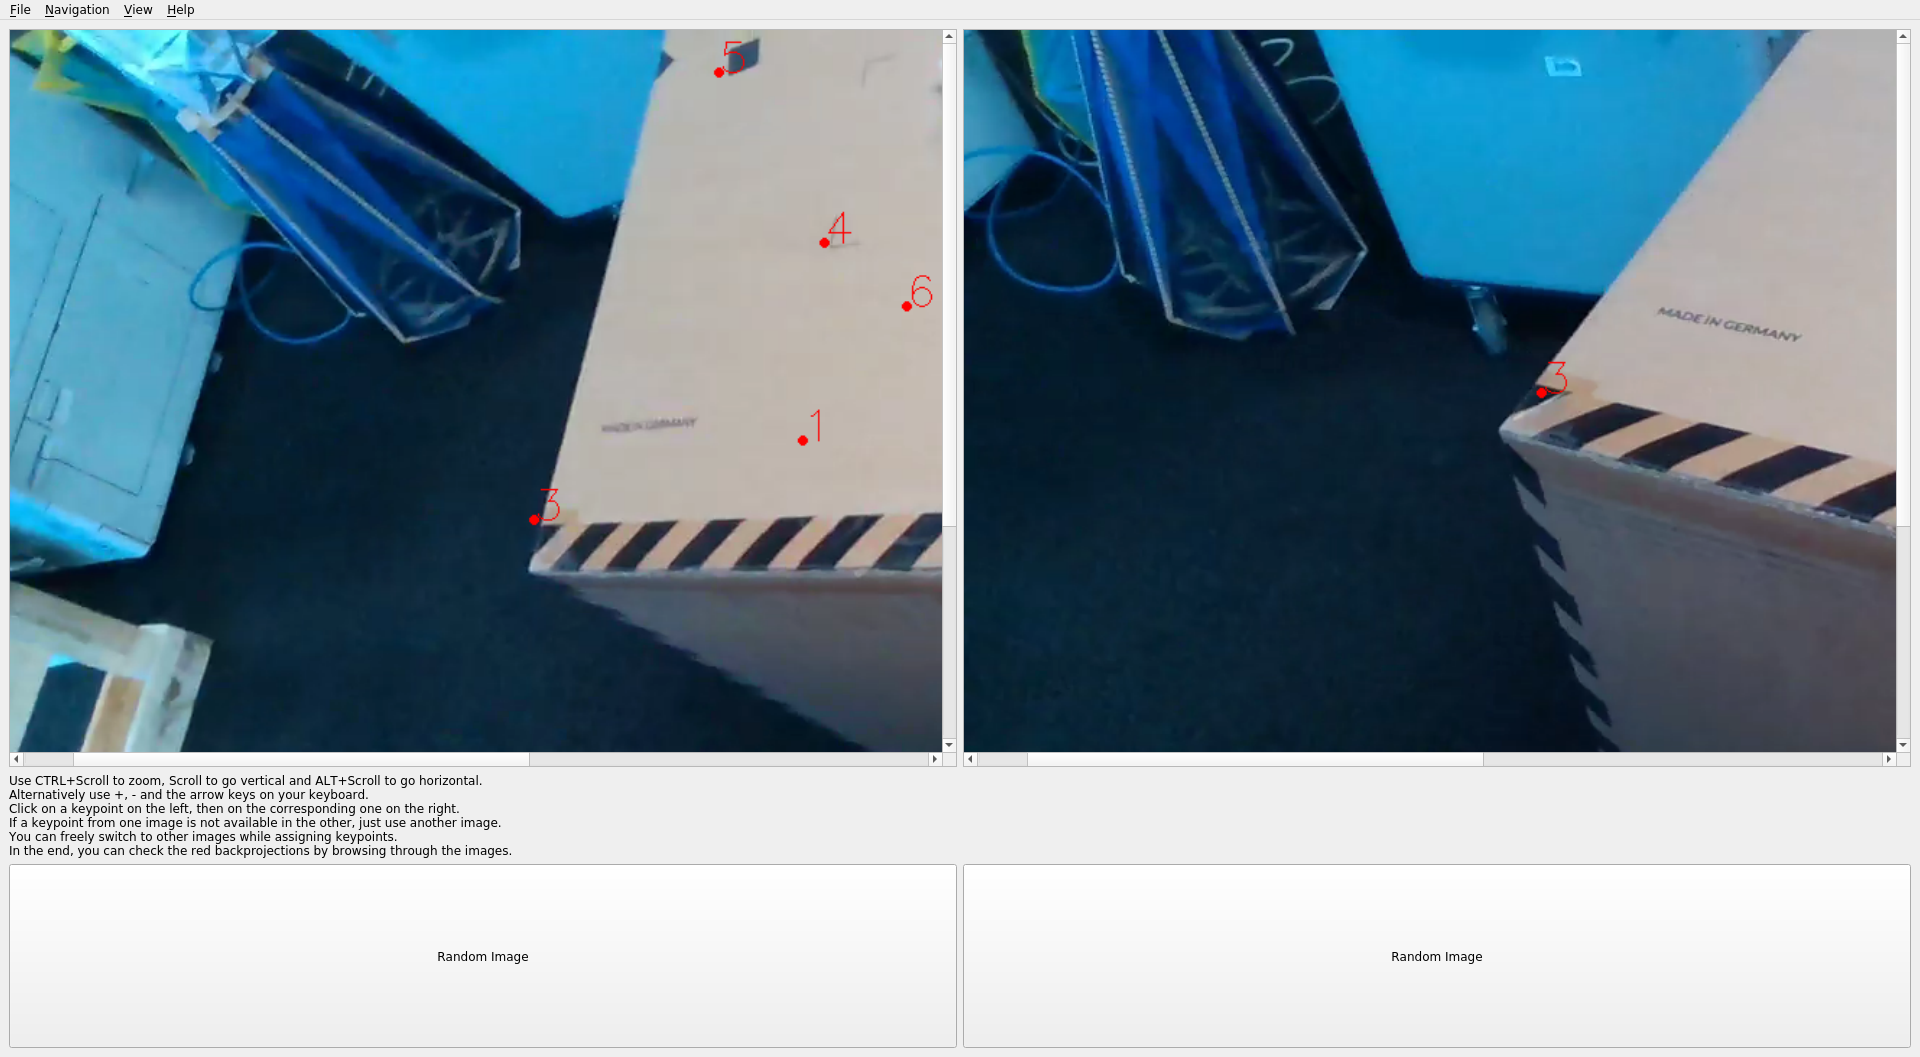 File Navigation View Help
5
4
6
1
3
MADE IN GERMANY
MADE IN GERMANY
3
Use CTRL+Scroll to zoom, Scroll to go vertical and ALT+Scroll to go horizontal.
Alternatively use +, - and the arrow keys on your keyboard.
Click on a keypoint on the left, then on the corresponding one on the right.
If a keypoint from one image is not available in the other, just use another image.
You can freely switch to other images while assigning keypoints.
In the end, you can check the red backprojections by browsing through the images.
Random Image
Random Image